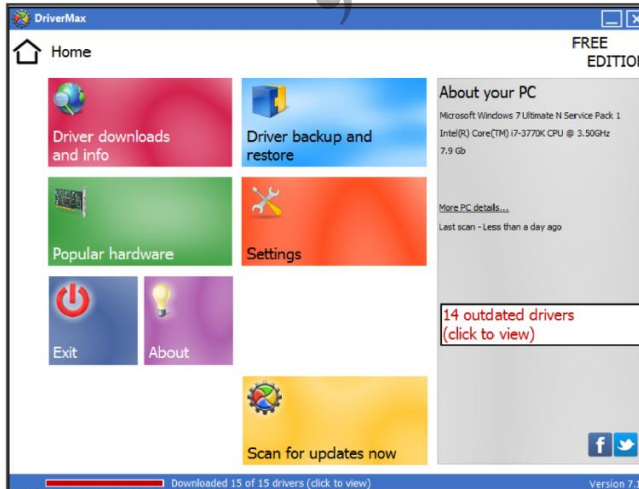 DriverMax
Home
FREE
EDITION
Driver downloads
and info
Driver backup and
restore
Popular hardware
Settings
Exit
About
Scan for updates now
About your PC
Microsoft Windows 7 Ultimate N Service Pack 1
Intel(R) Core(TM) i7-3770K CPU @ 3.50GHz
7.9 Gb
More PC details...
Last scan - Less than a day ago
14 outdated drivers
(click to view)
Downloaded 15 of 15 drivers (click to view)
Version 7.1